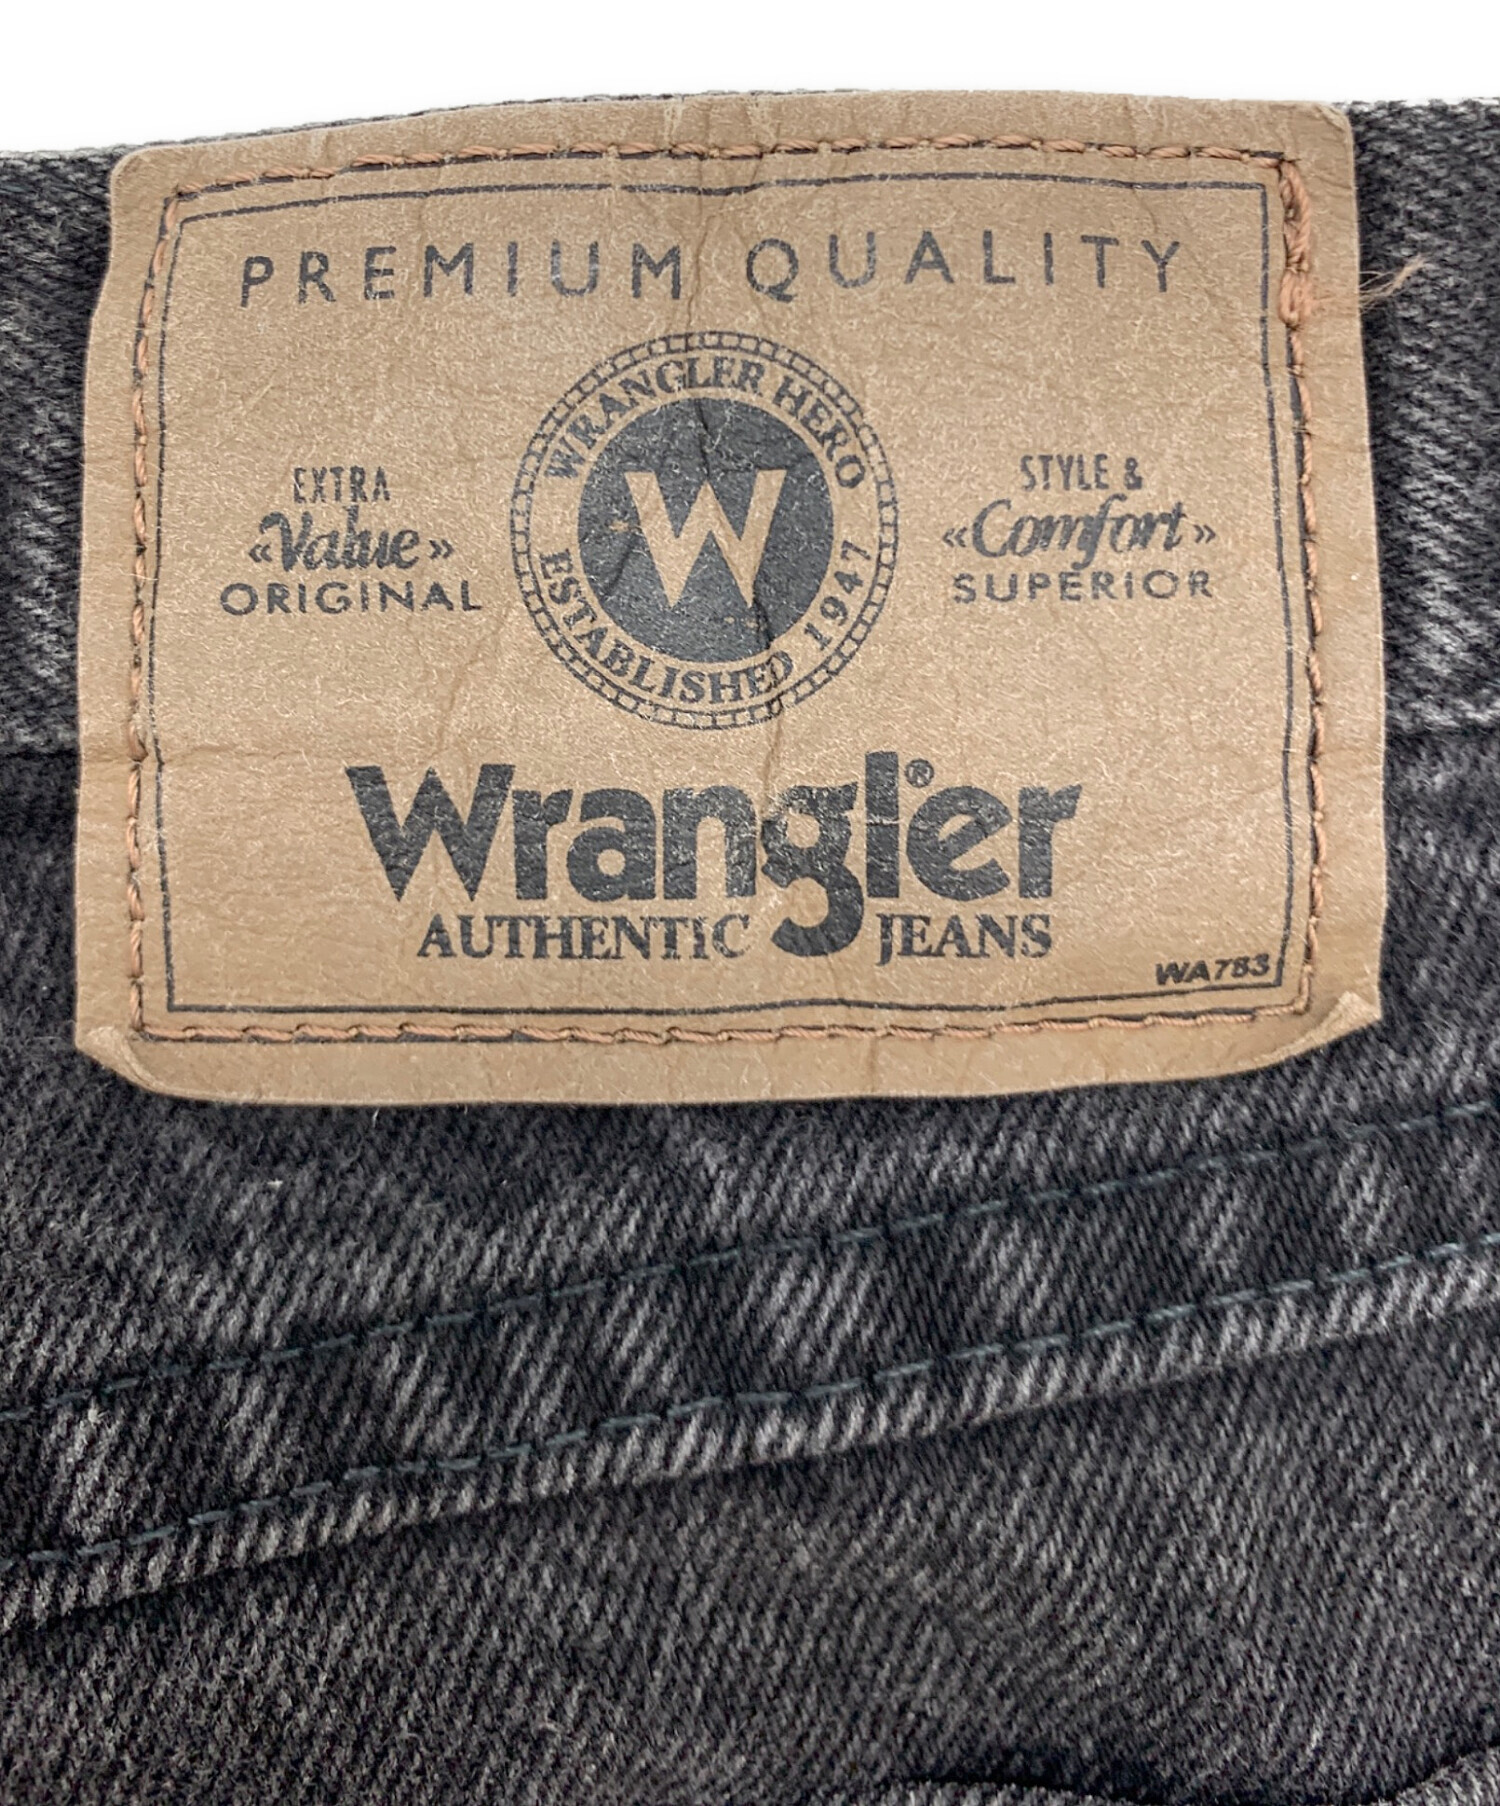 PREMIUM QUALITY
WRANGLER HERO
W
ESTABLISHED 1947
EXTRA
«Value»
ORIGINAL
STYLE &
«Comfort»
SUPERIOR
Wrangler®
AUTHENTIC JEANS
WA783